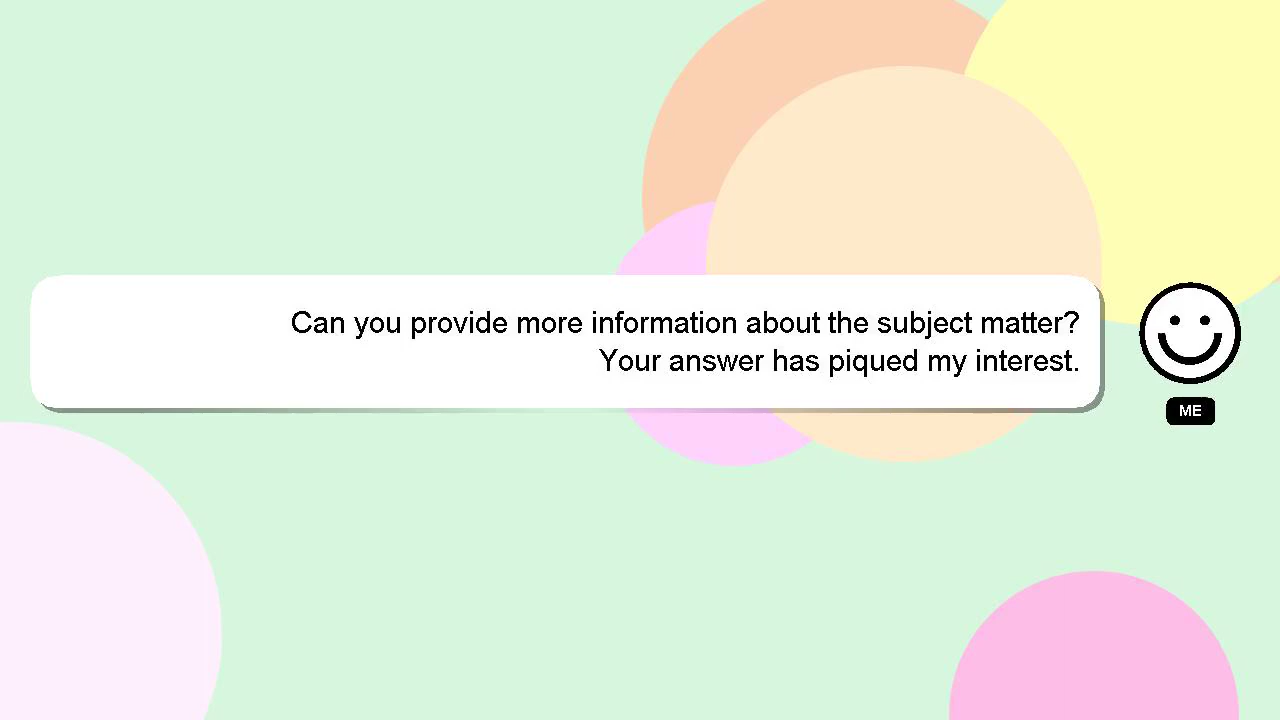 Can you provide more information about the subject matter?
Your answer has piqued my interest.
ME